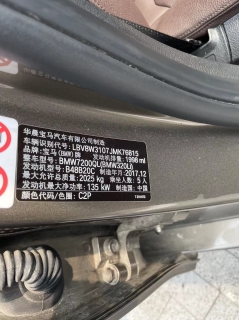 华晨宝马汽车有限公司制造
车辆识别代号: LBV8W3107JMK76815
品牌: 宝马(BMW)牌 发动机排量: 1998 ml
整车型号: BMW7200QL(BMW320Li)
发动机型号: B48B20C 制造年月: 2017.12
最大允许总质量: 2025 kg 乘坐人数: 5 人
发动机最大净功率: 135 kW 制造国: 中国
颜色代码/颜色: C2P